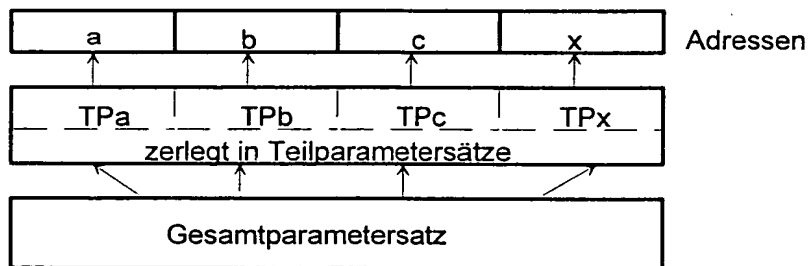 a b c x Adressen
TPa TPb TPc TPx
zerlegt in Teilparametersätze
Gesamtparametersatz